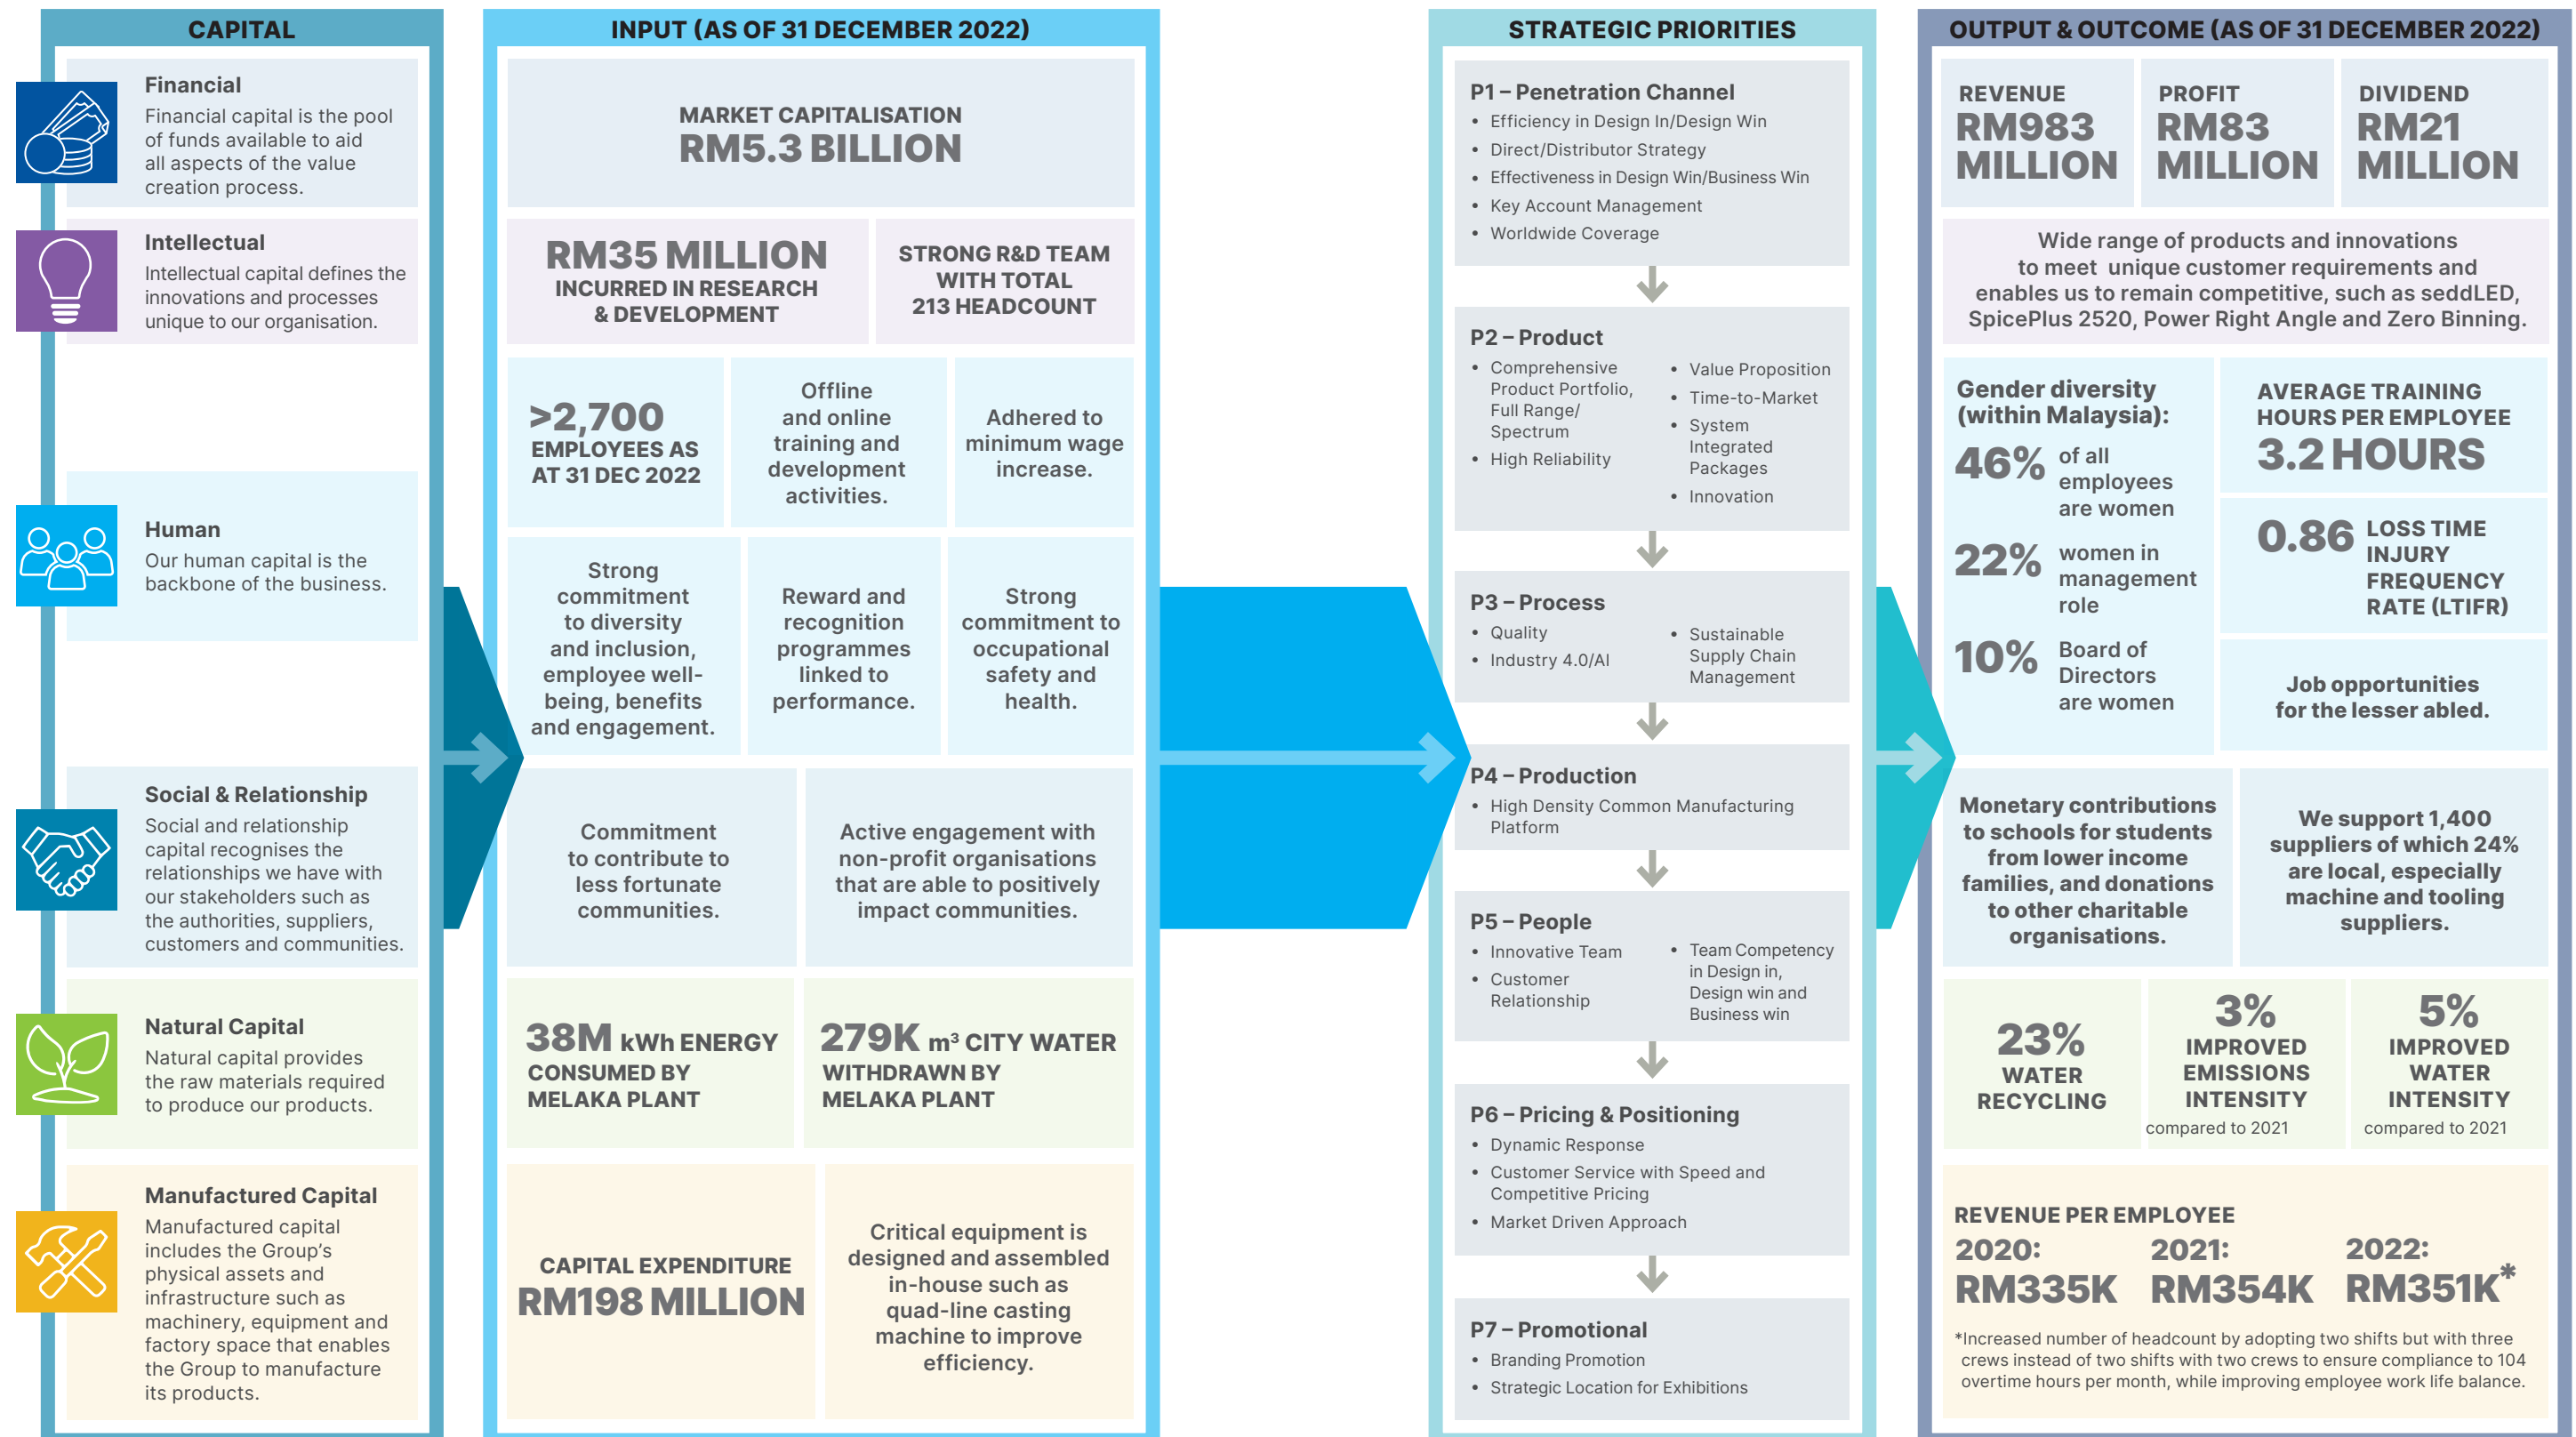 CAPITAL
Financial
Financial capital is the pool
of funds available to aid
all aspects of the value
creation process.
Intellectual
Intellectual capital defines the
innovations and processes
unique to our organisation.
Human
Our human capital is the
backbone of the business.
Social & Relationship
Social and relationship
capital recognises the
relationships we have with
our stakeholders such as
the authorities, suppliers,
customers and communities.
Natural Capital
Natural capital provides
the raw materials required
to produce our products.
Manufactured Capital
Manufactured capital
includes the Group’s
physical assets and
infrastructure such as
machinery, equipment and
factory space that enables
the Group to manufacture
its products.
INPUT (AS OF 31 DECEMBER 2022)
MARKET CAPITALISATION
RM5.3 BILLION
RM35 MILLION
INCURRED IN RESEARCH
& DEVELOPMENT
STRONG R&D TEAM
WITH TOTAL
213 HEADCOUNT
>2,700
EMPLOYEES AS
AT 31 DEC 2022
Offline
and online
training and
development
activities.
Adhered to
minimum wage
increase.
Strong
commitment
to diversity
and inclusion,
employee well-
being, benefits
and engagement.
Reward and
recognition
programmes
linked to
performance.
Strong
commitment to
occupational
safety and
health.
Commitment
to contribute to
less fortunate
communities.
Active engagement with
non-profit organisations
that are able to positively
impact communities.
38M kWh ENERGY
CONSUMED BY
MELAKA PLANT
279K m³ CITY WATER
WITHDRAWN BY
MELAKA PLANT
CAPITAL EXPENDITURE
RM198 MILLION
Critical equipment is
designed and assembled
in-house such as
quad-line casting
machine to improve
efficiency.
STRATEGIC PRIORITIES
P1 – Penetration Channel
• Efficiency in Design In/Design Win
• Direct/Distributor Strategy
• Effectiveness in Design Win/Business Win
• Key Account Management
• Worldwide Coverage
P2 – Product
• Comprehensive
Product Portfolio,
Full Range/
Spectrum
• High Reliability
• Value Proposition
• Time-to-Market
• System
Integrated
Packages
• Innovation
P3 – Process
• Quality
• Industry 4.0/AI
• Sustainable
Supply Chain
Management
P4 – Production
• High Density Common Manufacturing
Platform
P5 – People
• Innovative Team
• Customer
Relationship
• Team Competency
in Design in,
Design win and
Business win
P6 – Pricing & Positioning
• Dynamic Response
• Customer Service with Speed and
Competitive Pricing
• Market Driven Approach
P7 – Promotional
• Branding Promotion
• Strategic Location for Exhibitions
OUTPUT & OUTCOME (AS OF 31 DECEMBER 2022)
REVENUE
RM983
MILLION
PROFIT
RM83
MILLION
DIVIDEND
RM21
MILLION
Wide range of products and innovations
to meet unique customer requirements and
enables us to remain competitive, such as seddLED,
SpicePlus 2520, Power Right Angle and Zero Binning.
Gender diversity
(within Malaysia):
46% of all
employees
are women
22% women in
management
role
10% Board of
Directors
are women
AVERAGE TRAINING
HOURS PER EMPLOYEE
3.2 HOURS
0.86 LOSS TIME
INJURY
FREQUENCY
RATE (LTIFR)
Job opportunities
for the lesser abled.
Monetary contributions
to schools for students
from lower income
families, and donations
to other charitable
organisations.
We support 1,400
suppliers of which 24%
are local, especially
machine and tooling
suppliers.
23%
WATER
RECYCLING
3%
IMPROVED
EMISSIONS
INTENSITY
compared to 2021
5%
IMPROVED
WATER
INTENSITY
compared to 2021
REVENUE PER EMPLOYEE
2020:
RM335K
2021:
RM354K
2022:
RM351K*
*Increased number of headcount by adopting two shifts but with three
crews instead of two shifts with two crews to ensure compliance to 104
overtime hours per month, while improving employee work life balance.